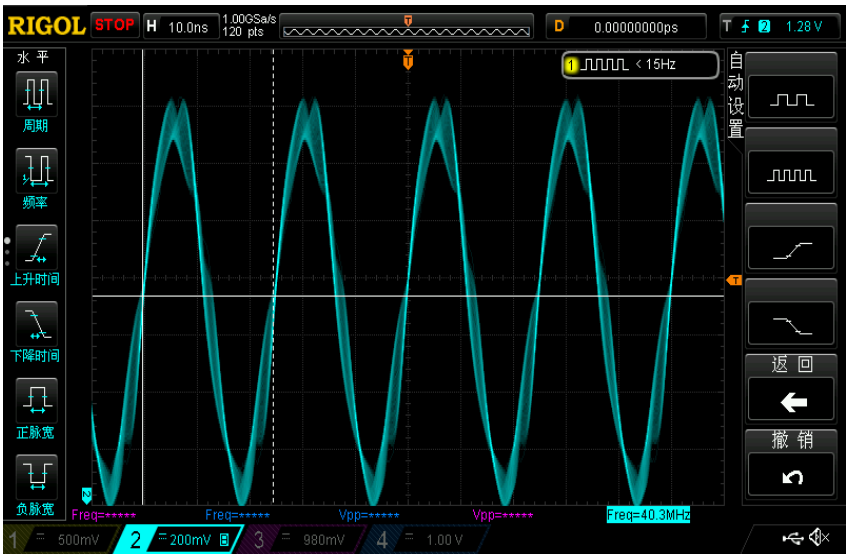 RIGOL STOP H 10.0ns 1.00GSa/s 120 pts D 0.00000000ps T 2 1.28 V
水 平
周期
频率
上升时间
下降时间
正脉宽
负脉宽
T
T
1 < 15Hz
T
2
自动设置
返 回
撤 销
Freq=***** Freq=***** Vpp=***** Vpp=***** Freq=40.3MHz
1 500mV 2 200mV B 3 980mV 4 1.00 V